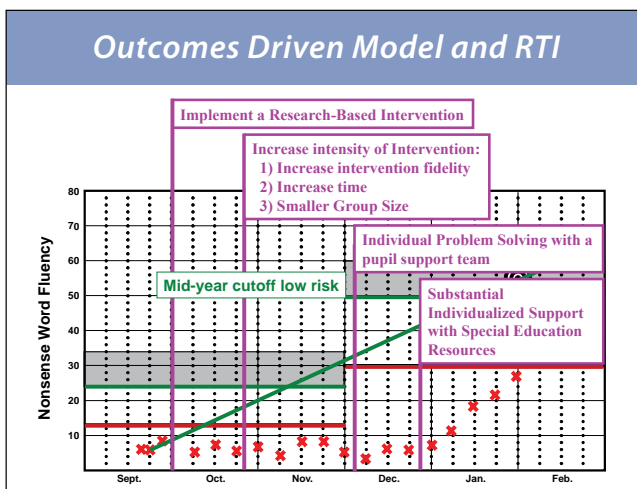 Outcomes Driven Model and RTI
Implement a Research-Based Intervention
Increase intensity of Intervention:
1) Increase intervention fidelity
2) Increase time
3) Smaller Group Size
Individual Problem Solving with a
pupil support team
Substantial
Individualized Support
with Special Education
Resources
Mid-year cutoff low risk
Nonsense Word Fluency
80
70
60
50
40
30
20
10
Sept.
Oct.
Nov.
Dec.
Jan.
Feb.